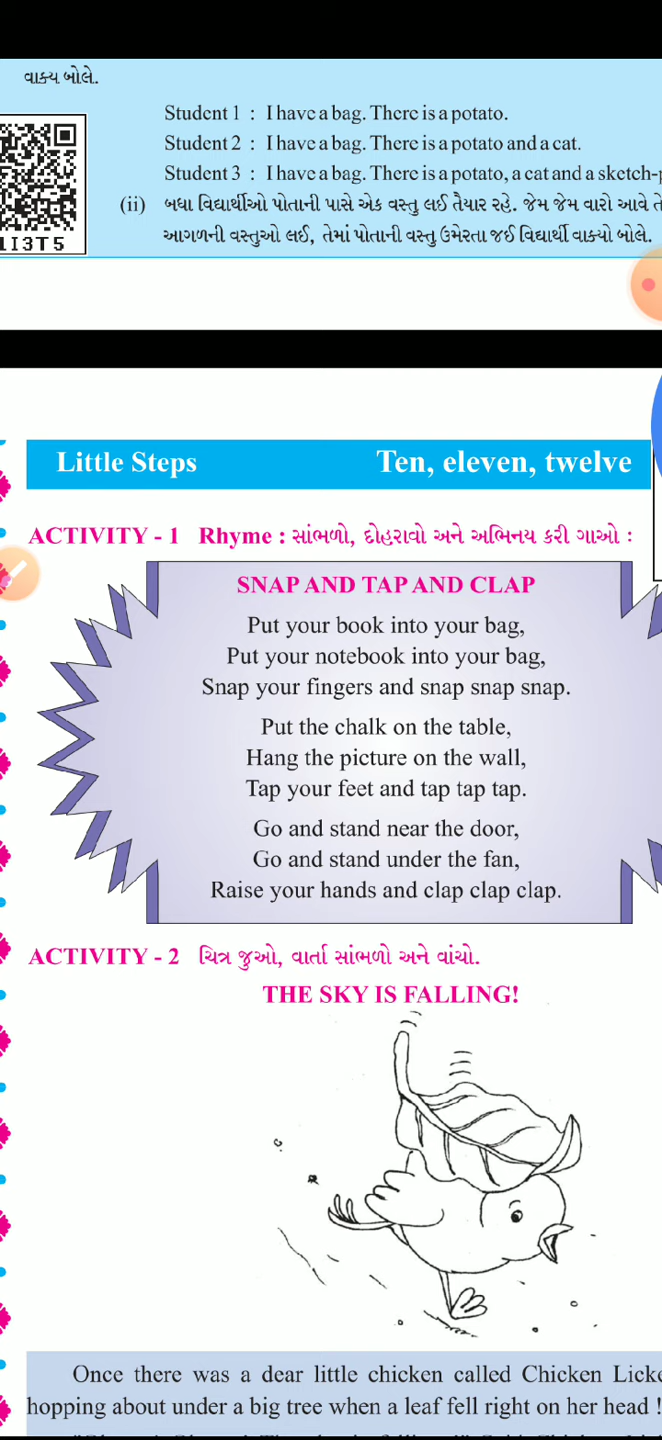 વાક્ય બોલે.
Student 1 : I have a bag. There is a potato.
Student 2 : I have a bag. There is a potato and a cat.
Student 3 : I have a bag. There is a potato, a cat and a sketch-
(ii) બધા વિદ્યાર્થીઓ પોતાની પાસે એક વસ્તુ લઈ તૈયાર રહે. જેમ જેમ વારો આવે
આગળની વસ્તુઓ લઈ, તેમાં પોતાની વસ્તુ ઉમેરતા જઈ વિદ્યાર્થી વાક્યો બોલે.
1I3T5
Little Steps Ten, eleven, twelve
ACTIVITY - 1 Rhyme : સાંભળો, દોહરાવો અને અભિનય કરી ગાઓ :
SNAP AND TAP AND CLAP
Put your book into your bag,
Put your notebook into your bag,
Snap your fingers and snap snap snap.
Put the chalk on the table,
Hang the picture on the wall,
Tap your feet and tap tap tap.
Go and stand near the door,
Go and stand under the fan,
Raise your hands and clap clap clap.
ACTIVITY - 2 ચિત્ર જુઓ, વાર્તા સાંભળો અને વાંચો.
THE SKY IS FALLING!
Once there was a dear little chicken called Chicken
hopping about under a big tree when a leaf fell right on her head !